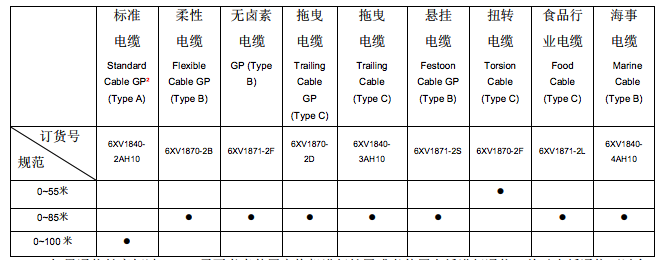 标准 柔性 无卤素 拖曳 拖曳 悬挂 扭转 食品行 海事
电缆 电缆 电缆 电缆 电缆 电缆 电缆 业电缆 电缆
Standard Flexible GP (Type Trailing Trailing Festoon Torsion Food Marine
Cable GP² Cable GP B) Cable Cable Cable GP Cable Cable Cable
(Type A) (Type B) GP (Type C) (Type B) (Type C) (Type C) (Type B)
(Type C)
订货号
规范
6XV1840- 6XV1870-2B 6XV1871-2F 6XV1870- 6XV1840- 6XV1871-2S 6XV1870-2F 6XV1871-2L 6XV1840-
2AH10 2D 3AH10 4AH10
0~55米 ●
0~85米 ● ● ● ● ● ● ●
0~100 米 ●